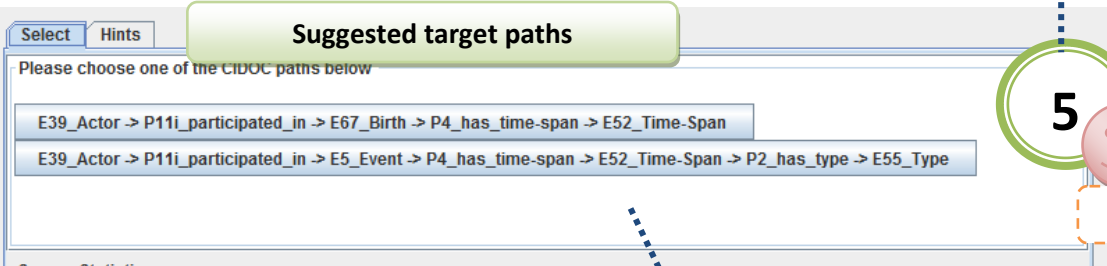 Select Hints
Suggested target paths
Please choose one of the CIDOC paths below
5
E39_Actor -> P11i_participated_in -> E67_Birth -> P4_has_time-span -> E52_Time-Span
E39_Actor -> P11i_participated_in -> E5_Event -> P4_has_time-span -> E52_Time-Span -> P2_has_type -> E55_Type